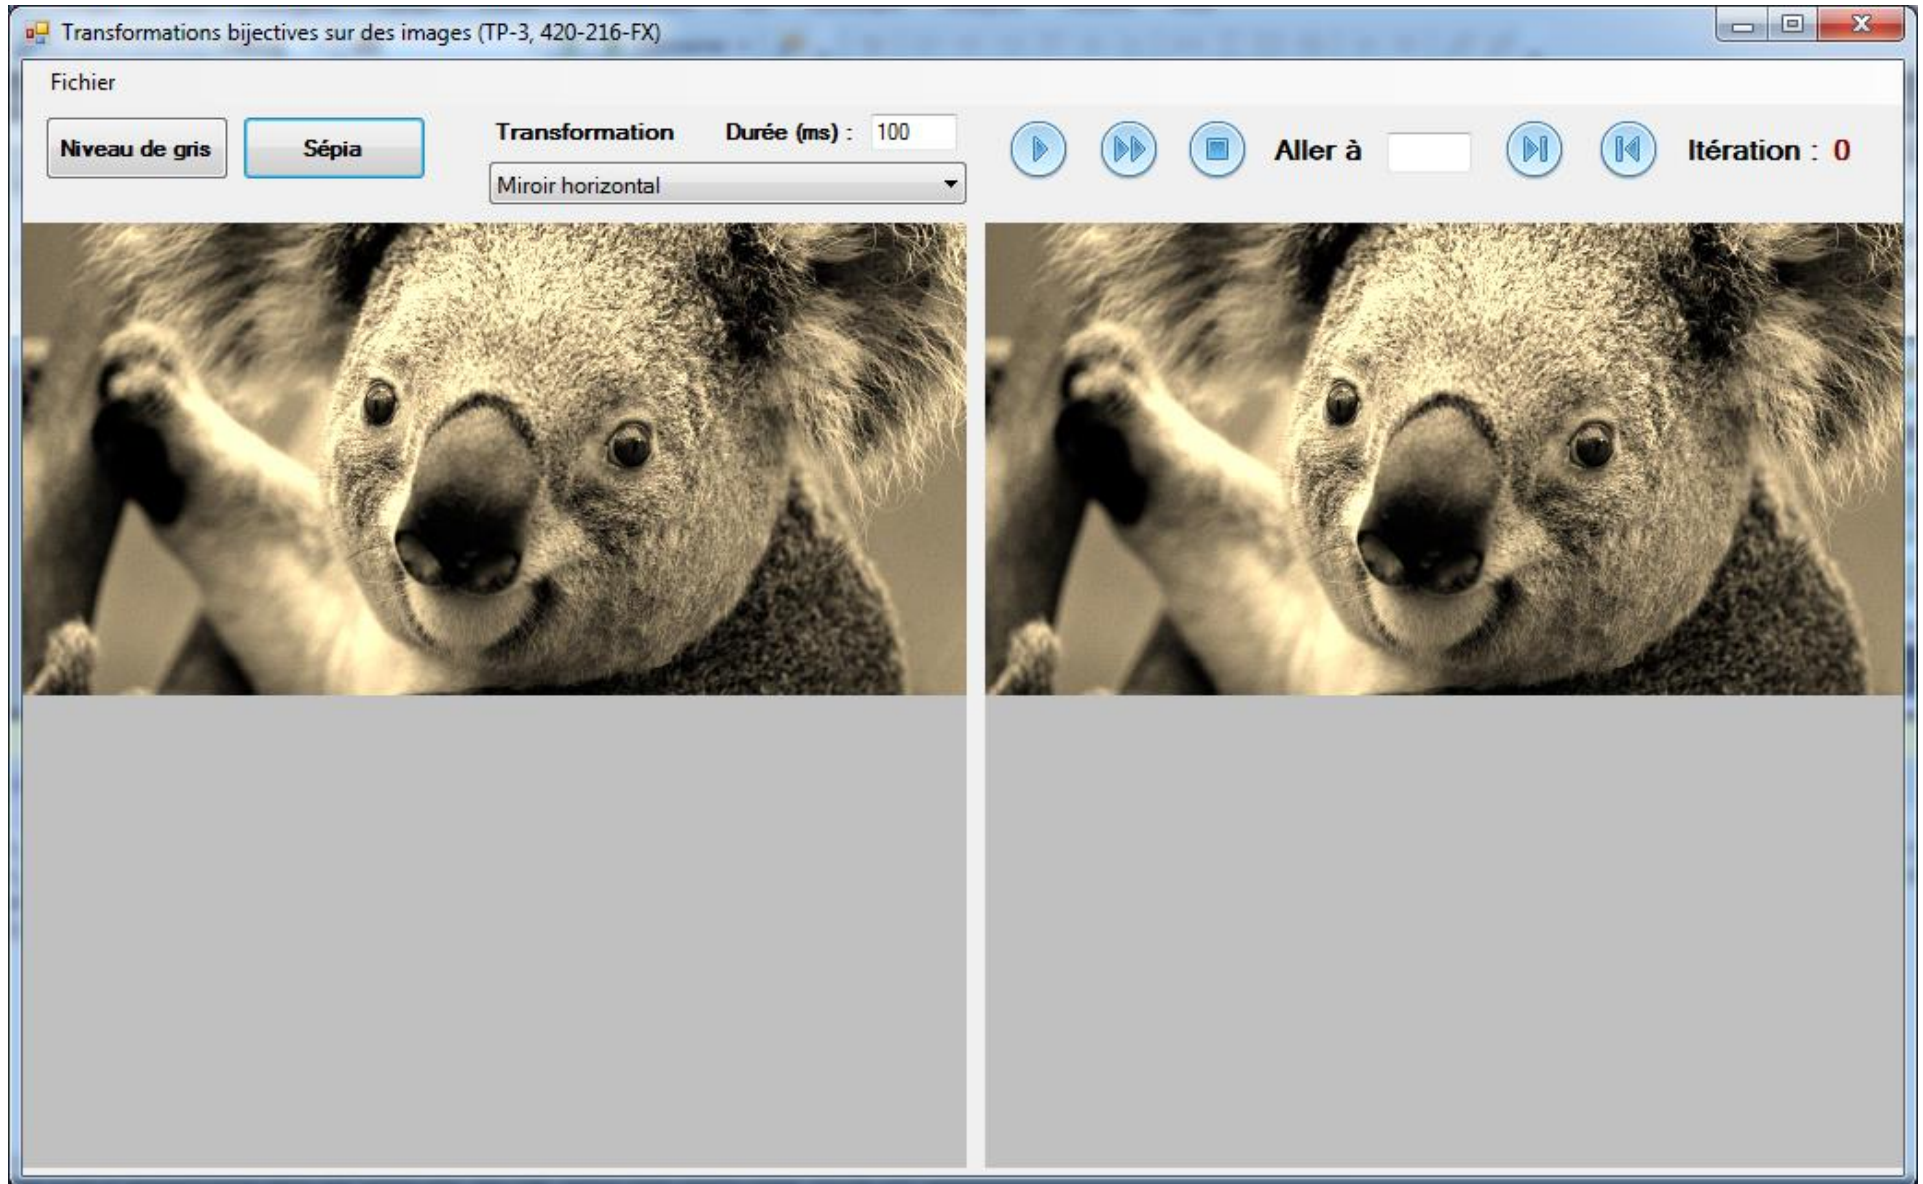 Transformations bijectives sur des images (TP-3, 420-216-FX)
Fichier
Niveau de gris
Sépia
Transformation
Durée (ms) : 100
Miroir horizontal
Aller à
Itération : 0